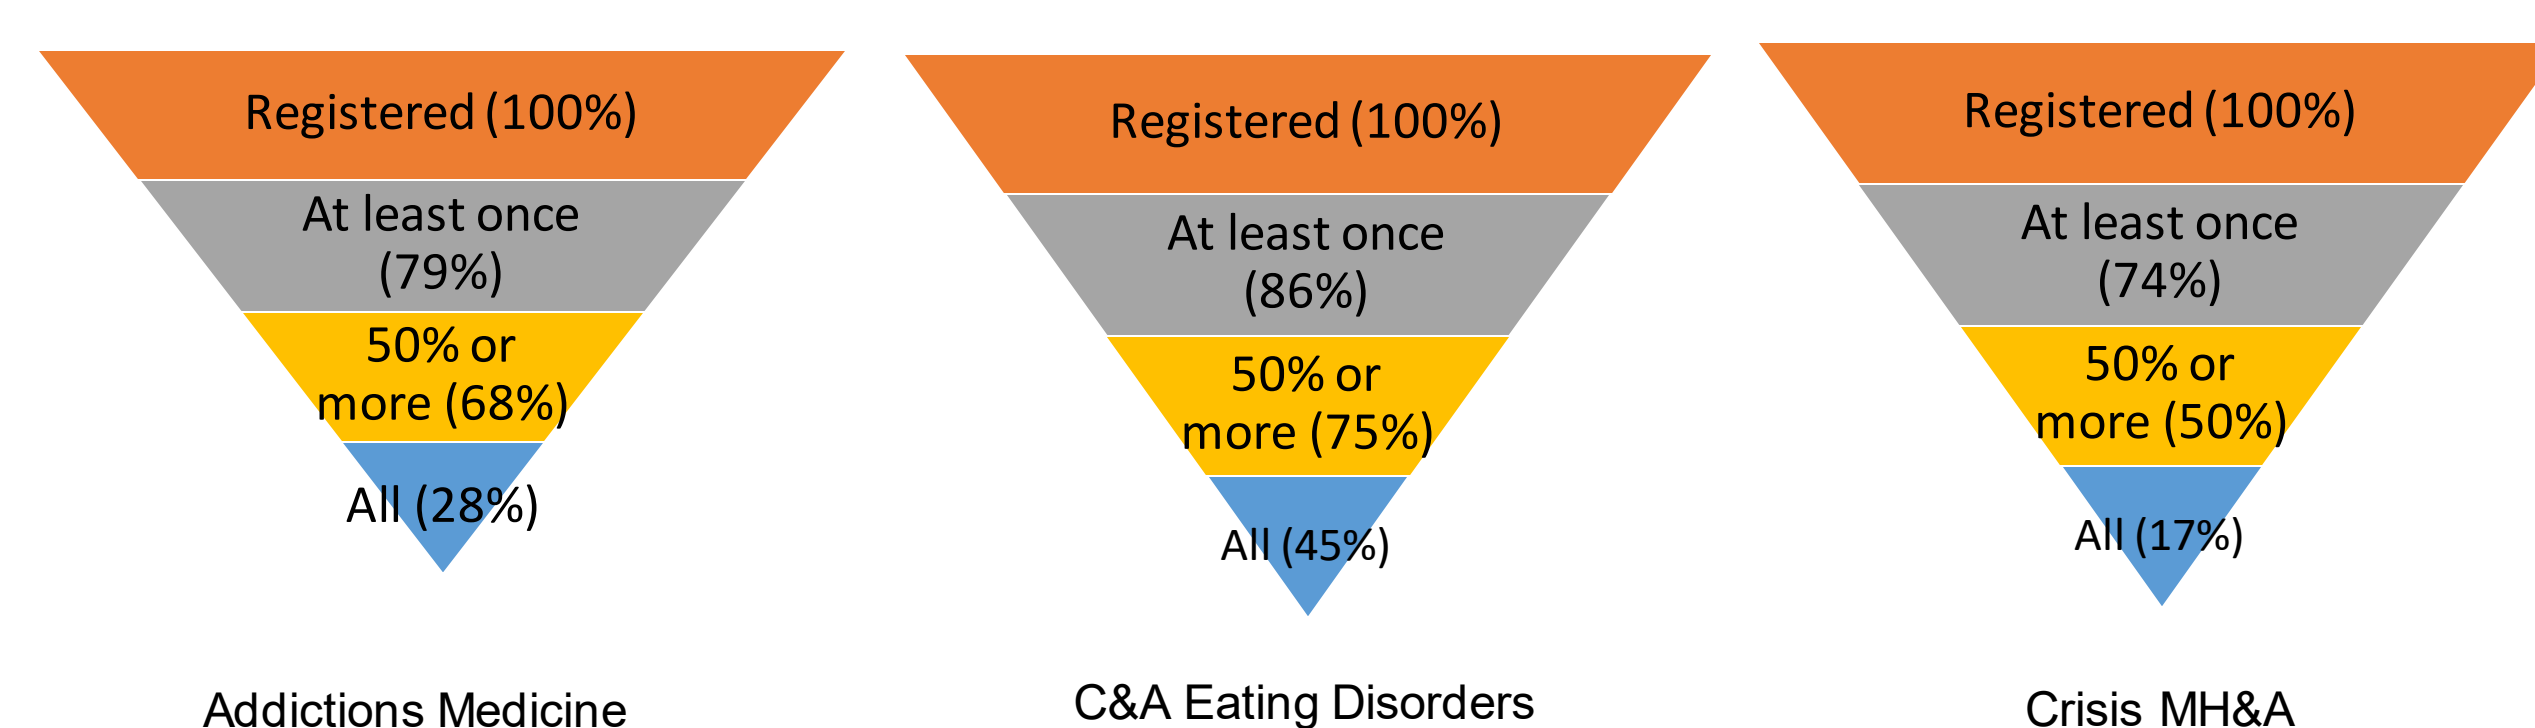 Registered (100%)
At least once
(79%)
50% or
more (68%)
All (28%)
Addictions Medicine
Registered (100%)
At least once
(86%)
50% or
more (75%)
All (45%)
C&A Eating Disorders
Registered (100%)
At least once
(74%)
50% or
more (50%)
All (17%)
Crisis MH&A